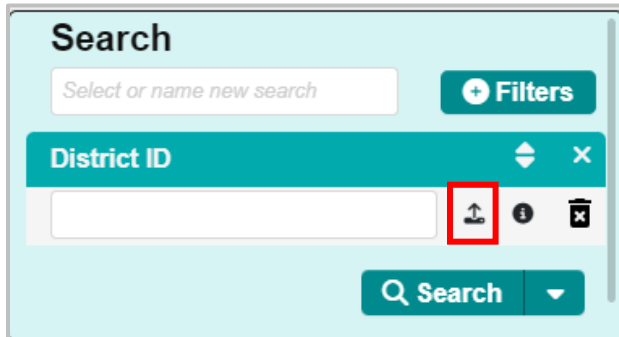 Search
Select or name new search
Filters
District ID
Search